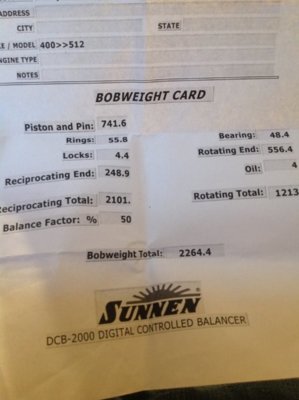 ADDRESS
CITY STATE
KE / MODEL 400>>512
ENGINE TYPE
NOTES
BOBWEIGHT CARD
Piston and Pin: 741.6
Rings: 55.8
Locks: 4.4
Reciprocating End: 248.9
Reciprocating Total: 2101.
Balance Factor: % 50
Bearing: 48.4
Rotating End: 556.4
Oil: 4
Rotating Total: 1213
Bobweight Total: 2264.4
SUNNEN
DCB-2000 DIGITAL CONTROLLED BALANCER